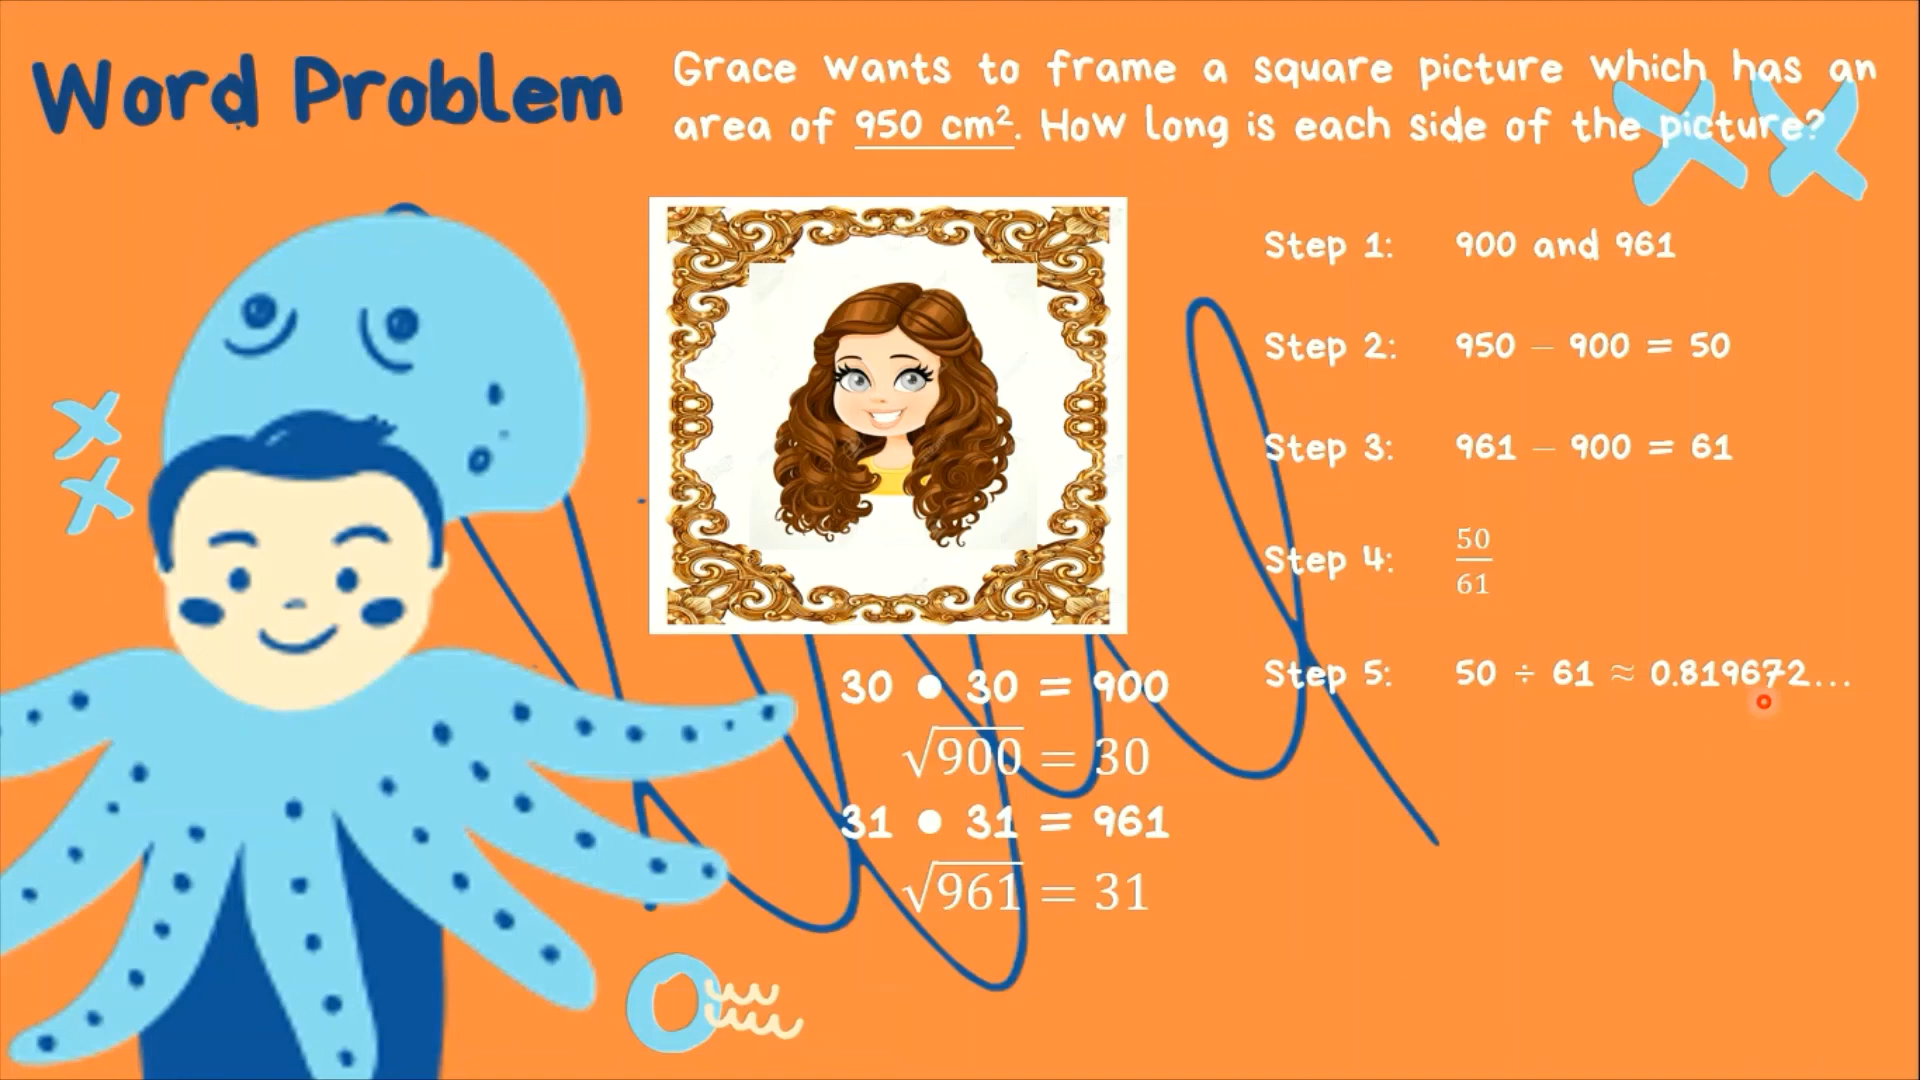 Word Problem
Grace wants to frame a square picture which has an
area of 950 cm². How long is each side of the picture?
Step 1: 900 and 961
Step 2: 950 – 900 = 50
Step 3: 961 – 900 = 61
Step 4: 50/61
Step 5: 50 ÷ 61 ≈ 0.819672...
30 • 30 = 900
√900 = 30
31 • 31 = 961
√961 = 31